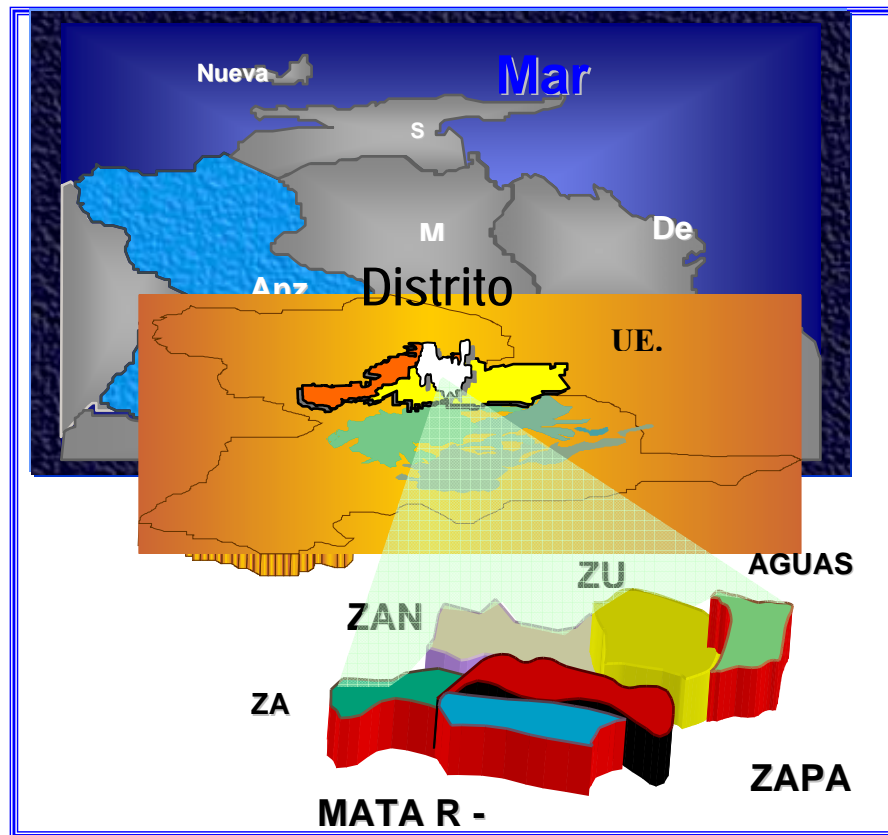 Nueva
Mar
S
M
De
Anz
Distrito
UE.
AGUAS
ZU
ZAN
ZA
ZAPA
MATA R -